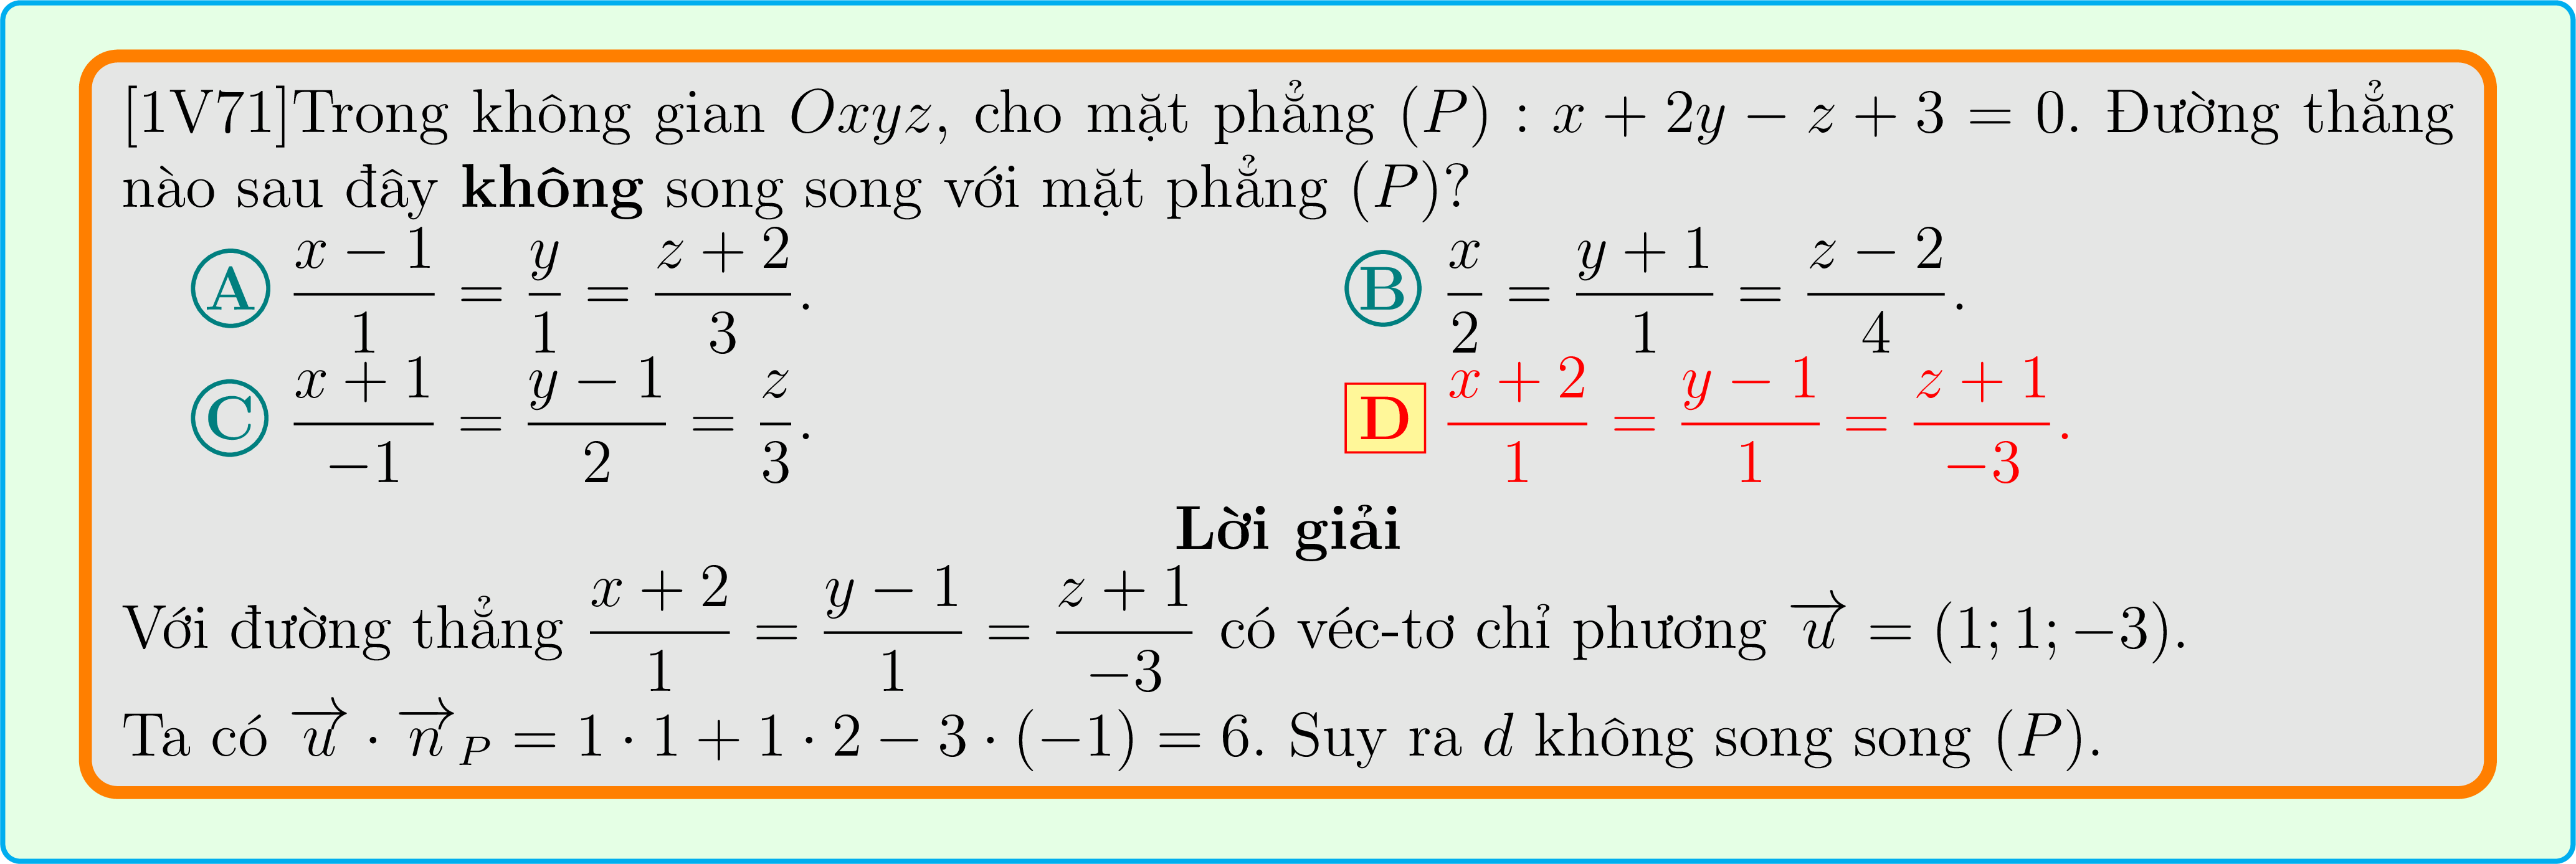 [1V71]Trong không gian Oxyz, cho mặt phẳng (P) : x + 2y − z + 3 = 0. Đường thẳng
nào sau đây không song song với mặt phẳng (P)?
A \frac{x − 1}{1} = \frac{y}{1} = \frac{z + 2}{3}. B \frac{x}{2} = \frac{y + 1}{1} = \frac{z − 2}{4}.
C \frac{x + 1}{−1} = \frac{y − 1}{2} = \frac{z}{3}. D \frac{x + 2}{1} = \frac{y − 1}{1} = \frac{z + 1}{−3}.
Lời giải
Với đường thẳng \frac{x + 2}{1} = \frac{y − 1}{1} = \frac{z + 1}{−3} có véc-tơ chỉ phương \overrightarrow{u} = (1; 1; −3).
Ta có \overrightarrow{u} · \overrightarrow{n}_P = 1 · 1 + 1 · 2 − 3 · (−1) = 6. Suy ra d không song song (P).